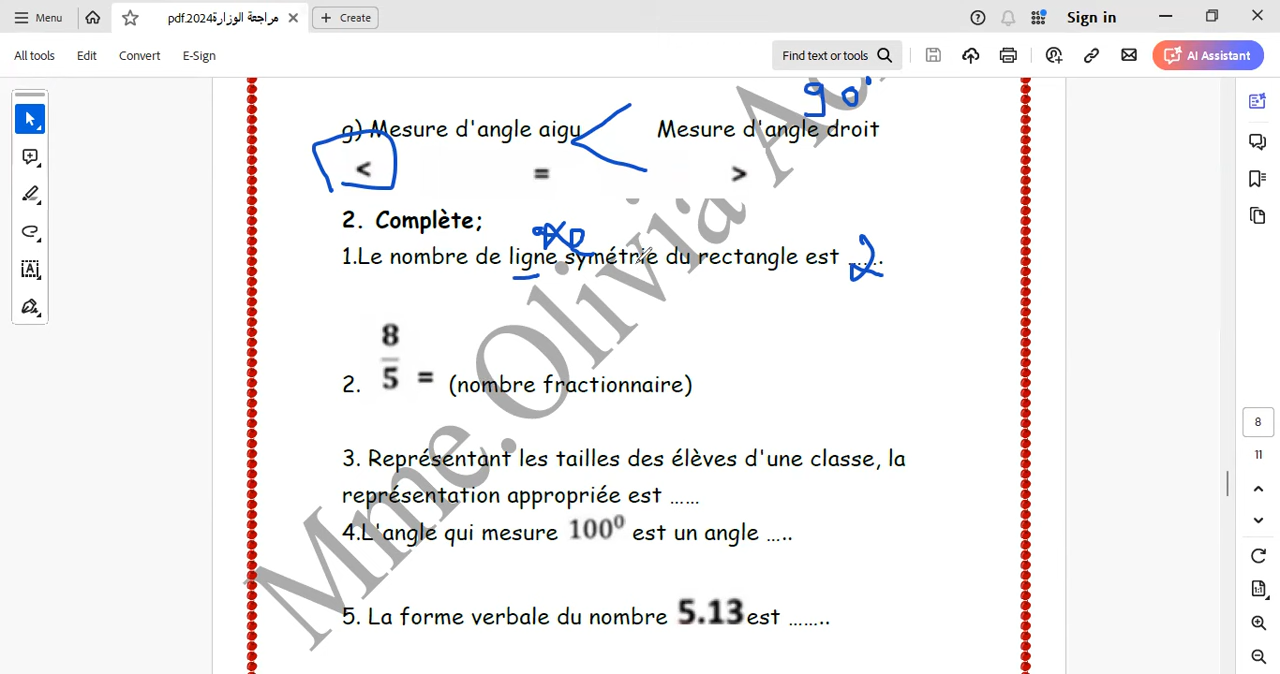 Menu
مراجعة الوزارة2024.pdf
Create
Sign in
All tools Edit Convert E-Sign
Find text or tools
AI Assistant
90°
g) Mesure d'angle aigu < Mesure d'angle droit
< = >
2. Complète;
1.Le nombre de ligne symétrie du rectangle est ...... 2
8/5
2. = (nombre fractionnaire)
3. Représentant les tailles des élèves d'une classe, la
représentation appropriée est ......
4.L'angle qui mesure 100⁰ est un angle .....
5. La forme verbale du nombre 5.13 est .......
Mme.Olivia
8
11